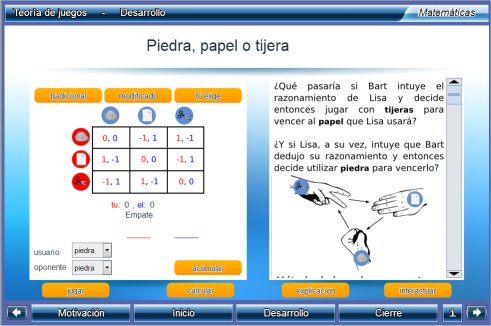 Teoría de juegos - Desarrollo
Matemáticas
Piedra, papel o tijera
tradicional modificado tu elige
0, 0 -1, 1 1, -1
1, -1 0, 0 -1, 1
-1, 1 1, -1 0, 0
tu: 0 , el: 0
Empate
usuario piedra
oponente piedra
acumular
jugar calcular
¿Qué pasaría si Bart intuye el
razonamiento de Lisa y decide
entonces jugar con tijeras para
vencer al papel que Lisa usará?
¿Y si Lisa, a su vez, intuye que Bart
dedujo su razonamiento y entonces
decide utilizar piedra para vencerlo?
explicación interactuar
Motivación Inicio Desarrollo Cierre i